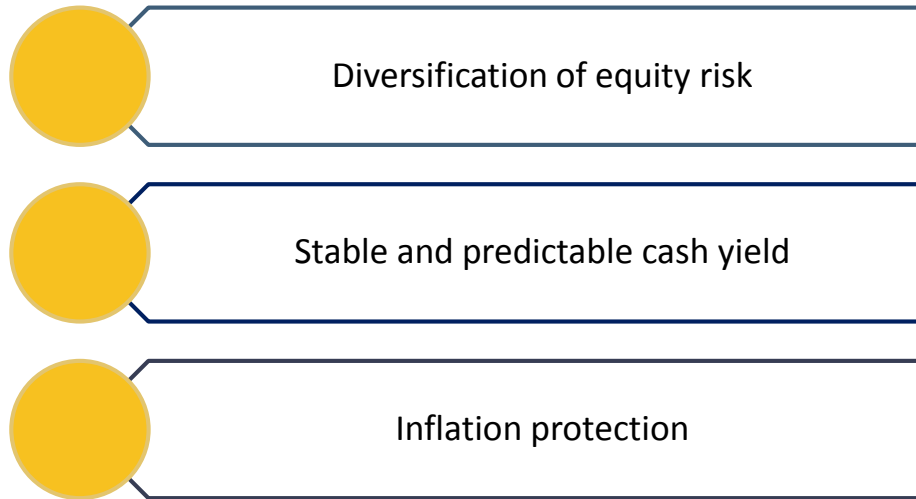 Diversification of equity risk
Stable and predictable cash yield
Inflation protection